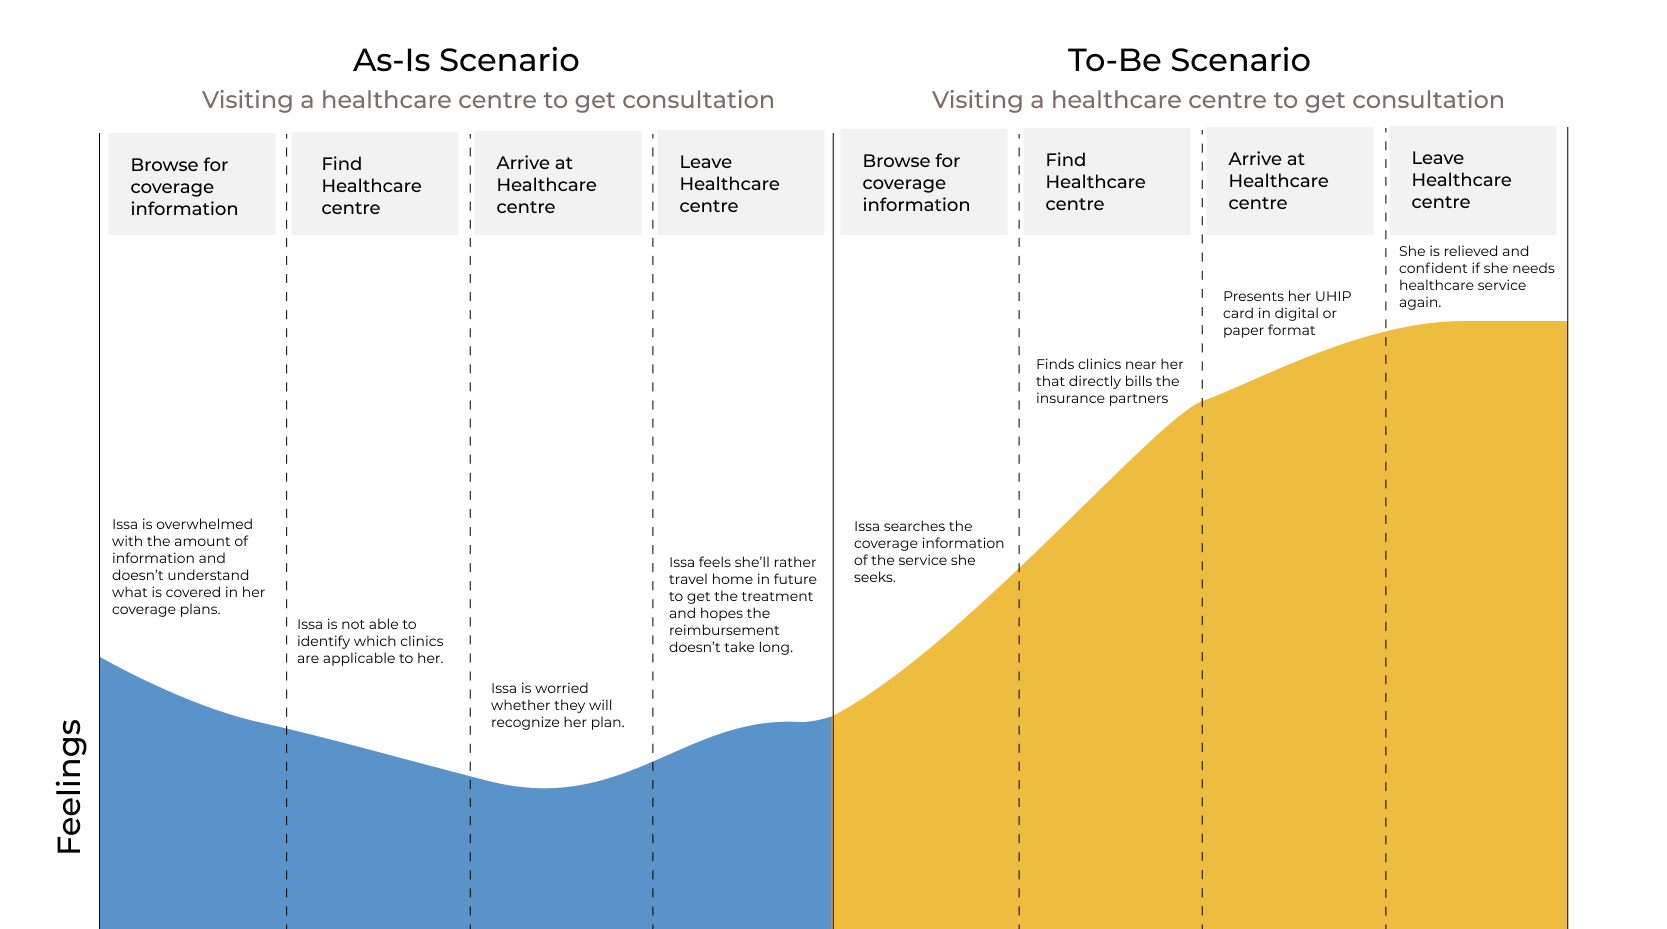 As-Is Scenario
Visiting a healthcare centre to get consultation
Browse for
coverage
information
Find
Healthcare
centre
Arrive at
Healthcare
centre
Leave
Healthcare
centre
Issa is overwhelmed
with the amount of
information and
doesn’t understand
what is covered in her
coverage plans.
Issa is not able to
identify which clinics
are applicable to her.
Issa is worried
whether they will
recognize her plan.
Issa feels she’ll rather
travel home in future
to get the treatment
and hopes the
reimbursement
doesn’t take long.
To-Be Scenario
Visiting a healthcare centre to get consultation
Browse for
coverage
information
Find
Healthcare
centre
Arrive at
Healthcare
centre
Leave
Healthcare
centre
Issa searches the
coverage information
of the service she
seeks.
Finds clinics near her
that directly bills the
insurance partners
Presents her UHIP
card in digital or
paper format
She is relieved and
confident if she needs
healthcare service
again.
Feelings